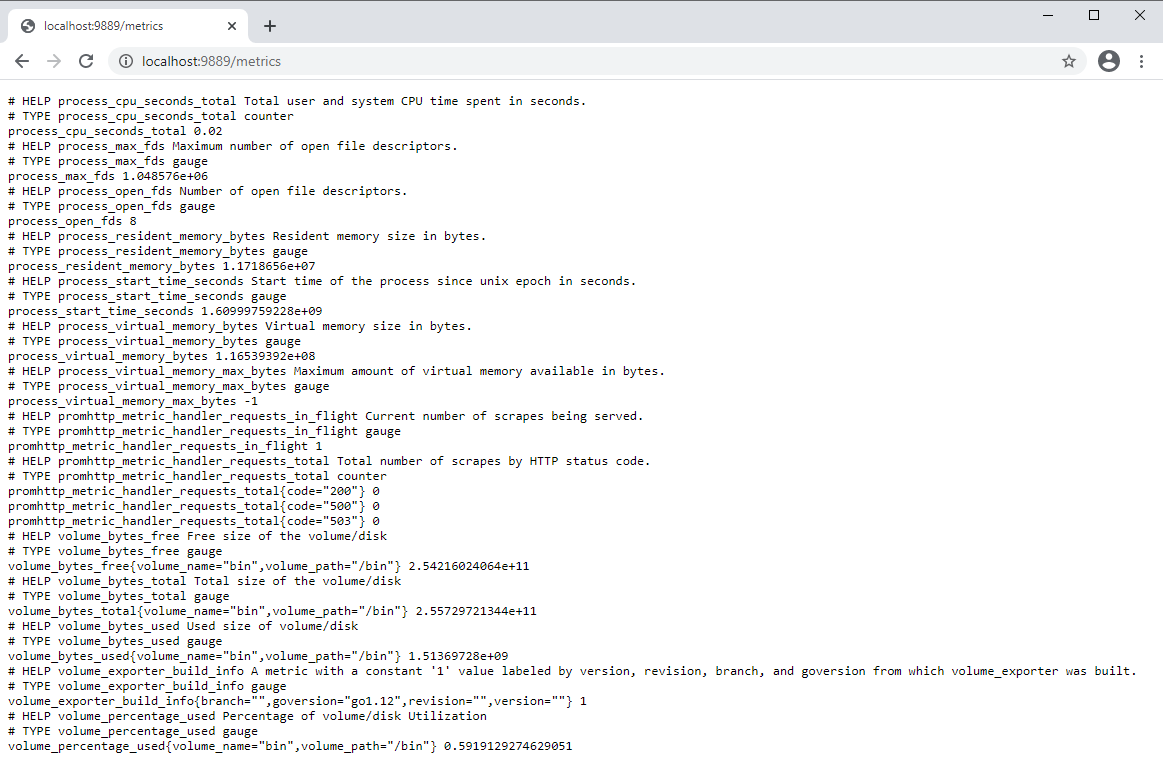 localhost:9889/metrics
localhost:9889/metrics
# HELP process_cpu_seconds_total Total user and system CPU time spent in seconds.
# TYPE process_cpu_seconds_total counter
process_cpu_seconds_total 0.02
# HELP process_max_fds Maximum number of open file descriptors.
# TYPE process_max_fds gauge
process_max_fds 1.048576e+06
# HELP process_open_fds Number of open file descriptors.
# TYPE process_open_fds gauge
process_open_fds 8
# HELP process_resident_memory_bytes Resident memory size in bytes.
# TYPE process_resident_memory_bytes gauge
process_resident_memory_bytes 1.1718656e+07
# HELP process_start_time_seconds Start time of the process since unix epoch in seconds.
# TYPE process_start_time_seconds gauge
process_start_time_seconds 1.60999759228e+09
# HELP process_virtual_memory_bytes Virtual memory size in bytes.
# TYPE process_virtual_memory_bytes gauge
process_virtual_memory_bytes 1.16539392e+08
# HELP process_virtual_memory_max_bytes Maximum amount of virtual memory available in bytes.
# TYPE process_virtual_memory_max_bytes gauge
process_virtual_memory_max_bytes -1
# HELP promhttp_metric_handler_requests_in_flight Current number of scrapes being served.
# TYPE promhttp_metric_handler_requests_in_flight gauge
promhttp_metric_handler_requests_in_flight 1
# HELP promhttp_metric_handler_requests_total Total number of scrapes by HTTP status code.
# TYPE promhttp_metric_handler_requests_total counter
promhttp_metric_handler_requests_total{code="200"} 0
promhttp_metric_handler_requests_total{code="500"} 0
promhttp_metric_handler_requests_total{code="503"} 0
# HELP volume_bytes_free Free size of the volume/disk
# TYPE volume_bytes_free gauge
volume_bytes_free{volume_name="bin",volume_path="/bin"} 2.54216024064e+11
# HELP volume_bytes_total Total size of the volume/disk
# TYPE volume_bytes_total gauge
volume_bytes_total{volume_name="bin",volume_path="/bin"} 2.55729721344e+11
# HELP volume_bytes_used Used size of volume/disk
# TYPE volume_bytes_used gauge
volume_bytes_used{volume_name="bin",volume_path="/bin"} 1.51369728e+09
# HELP volume_exporter_build_info A metric with a constant '1' value labeled by version, revision, branch, and goversion from which volume_exporter was built.
# TYPE volume_exporter_build_info gauge
volume_exporter_build_info{branch="",goversion="go1.12",revision="",version=""} 1
# HELP volume_percentage_used Percentage of volume/disk Utilization
# TYPE volume_percentage_used gauge
volume_percentage_used{volume_name="bin",volume_path="/bin"} 0.5919129274629051